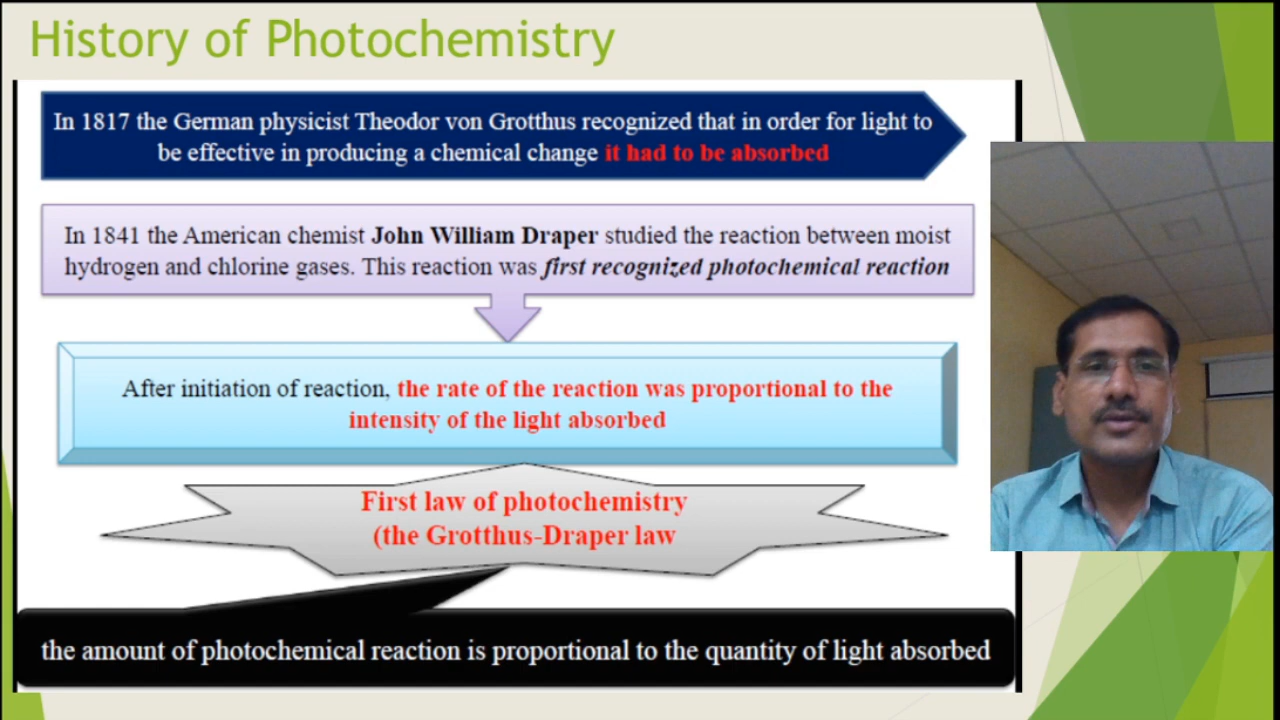 History of Photochemistry
In 1817 the German physicist Theodor von Grotthus recognized that in order for light to
be effective in producing a chemical change it had to be absorbed
In 1841 the American chemist John William Draper studied the reaction between moist
hydrogen and chlorine gases. This reaction was first recognized photochemical reaction
After initiation of reaction, the rate of the reaction was proportional to the
intensity of the light absorbed
First law of photochemistry
(the Grotthus-Draper law
the amount of photochemical reaction is proportional to the quantity of light absorbed